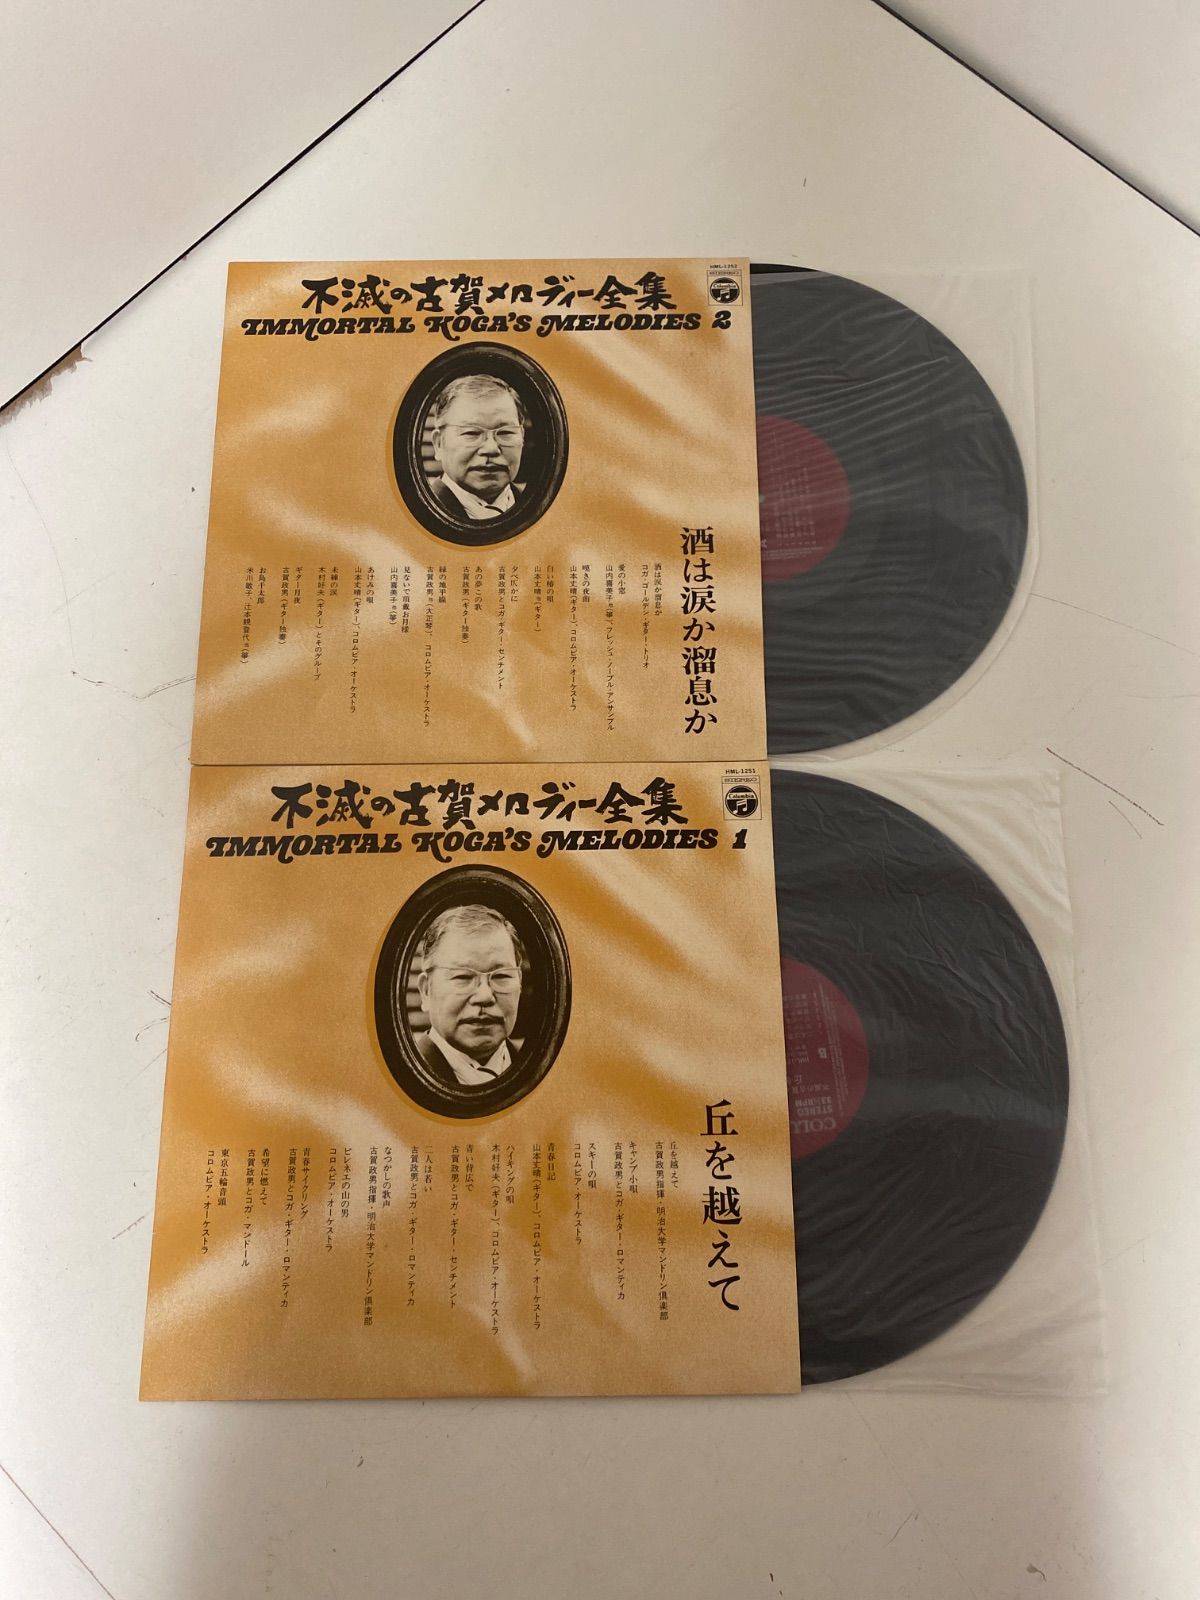 HML-1252
STEREO
Columbia
不滅の古賀メロディー全集
IMMORTAL KOGA'S MELODIES 2
酒は涙か溜息か
酒は涙か溜息か
コガ・ゴールデン・ギター・トリオ
愛の小窓
山内喜美子(箏)、フレッシュ・ノーブル・アンサンブル
嘆きの夜曲
山本丈晴(ギター)、コロムビア・オーケストラ
白い椿の唄
山本丈晴(ギター)
夕べ仄かに
古賀政男とコガ・ギター・センチメント
あの夢この歌
古賀政男(ギター独奏)
緑の地平線
古賀政男(大正琴)、コロムビア・オーケストラ
見ないで頂戴お月様
山内喜美子(箏)
あけみの唄
山本丈晴(ギター)、コロムビア・オーケストラ
未練の涙
木村好夫(ギター)とそのグループ
ギター月夜
古賀政男(ギター独奏)
お島千太郎
米川敏子、辻本親登代(箏)
HML-1251
STEREO
Columbia
不滅の古賀メロディー全集
IMMORTAL KOGA'S MELODIES 1
丘を越えて
丘を越えて
古賀政男指揮・明治大学マンドリン倶楽部
キャンプ小唄
古賀政男とコガ・ギター・ロマンティカ
スキーの唄
コロムビア・オーケストラ
青春日記
山本丈晴(ギター)、コロムビア・オーケストラ
ハイキングの唄
木村好夫(ギター)、コロムビア・オーケストラ
青い背広で
古賀政男とコガ・ギター・センチメント
二人は若い
古賀政男とコガ・ギター・ロマンティカ
なつかしの歌声
古賀政男指揮・明治大学マンドリン倶楽部
ピレネエの山の男
コロムビア・オーケストラ
青春サイクリング
古賀政男とコガ・ギター・ロマンティカ
希望に燃えて
古賀政男とコガ・マンドール
東京五輪音頭
コロムビア・オーケストラ
COLU
STEREO
33⅓RPM
B